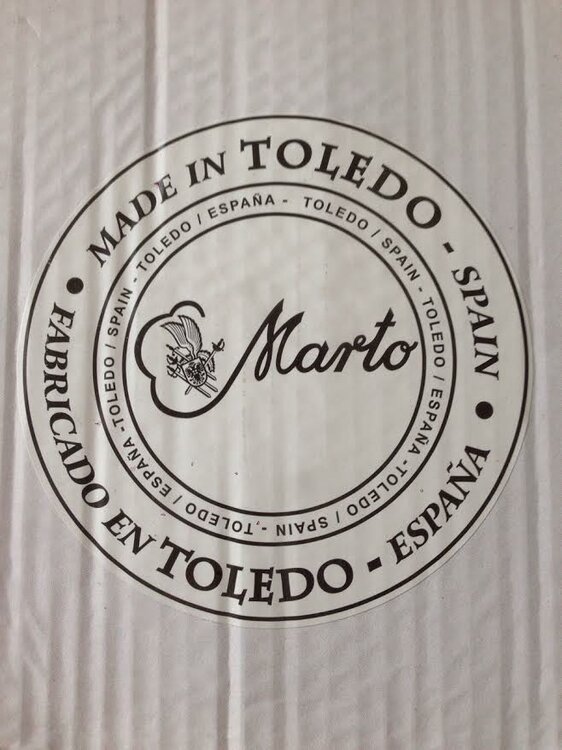 MADE IN TOLEDO - SPAIN
• FABRICADO EN TOLEDO - ESPAÑA •
TOLEDO / SPAIN - TOLEDO / ESPAÑA - TOLEDO / SPAIN -, TOLEDO / ESPAÑA - TOLEDO / SPAIN - TOLEDO / ESPAÑA -
Marto